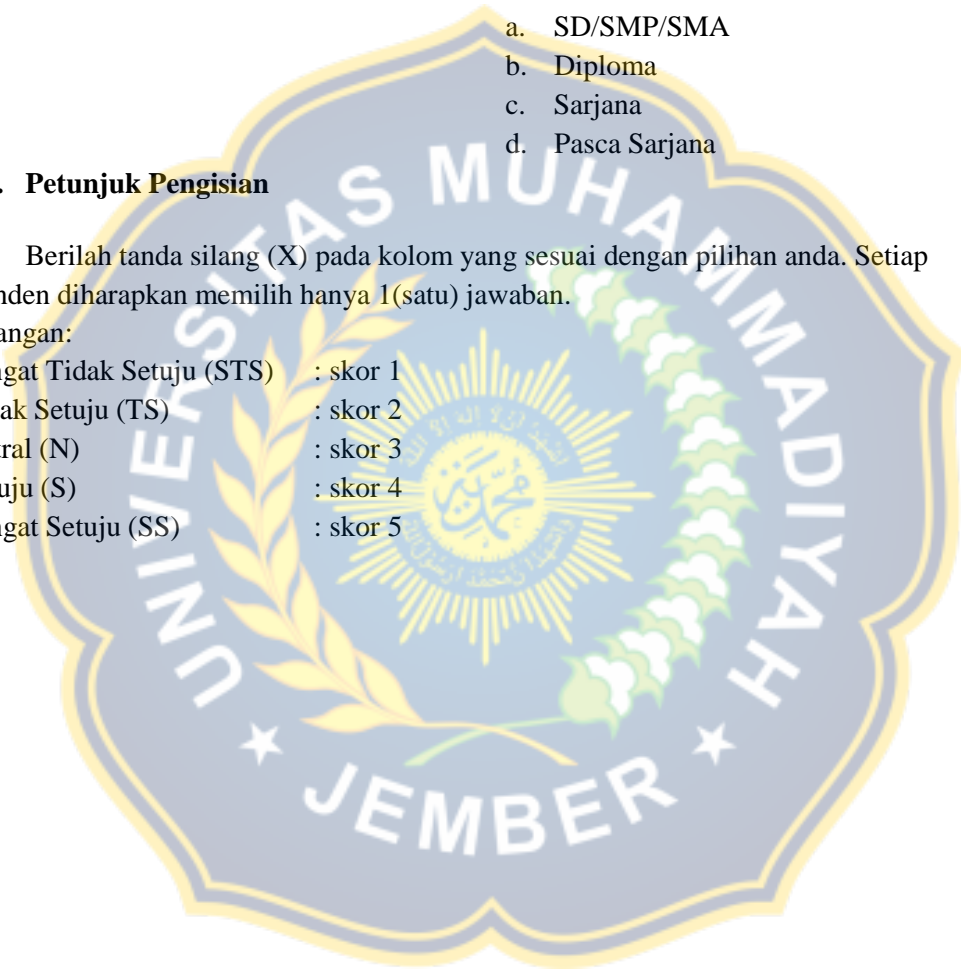 a. SD/SMP/SMA
b. Diploma
c. Sarjana
d. Pasca Sarjana
. Petunjuk Pengisian
Berilah tanda silang (X) pada kolom yang sesuai dengan pilihan anda. Setiap
nden diharapkan memilih hanya 1(satu) jawaban.
angan:
ngat Tidak Setuju (STS) : skor 1
ak Setuju (TS) : skor 2
tral (N) : skor 3
uju (S) : skor 4
ngat Setuju (SS) : skor 5
UNIVERSITAS MUHAMMADIYAH
JEMBER